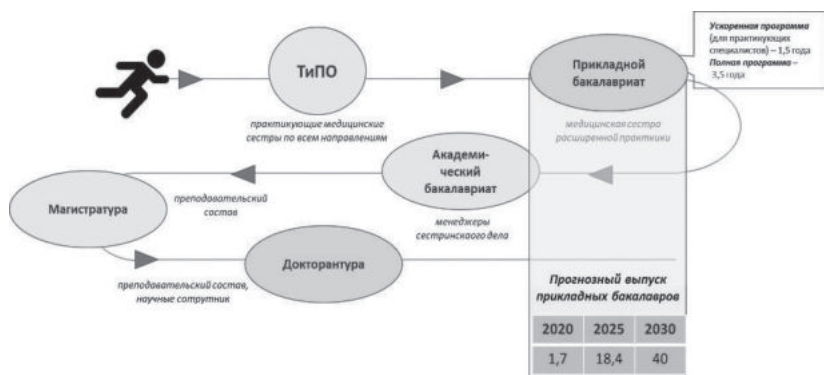 Ускоренная программа
(для практикующих
специалистов) – 1,5 года
Полная программа –
3,5 года
ТиПО
Прикладной
бакалавриат
практикующие медицинские
сестры по всем направлениям
медицинская сестра
расширенной практики
Академи-
ческий
бакалавриат
Магистратура
преподавательский
состав
менеджеры
сестринского дела
Докторантура
преподавательский состав,
научные сотрутник
Прогнозный выпуск
прикладных бакалавров
2020 2025 2030
1,7 18,4 40